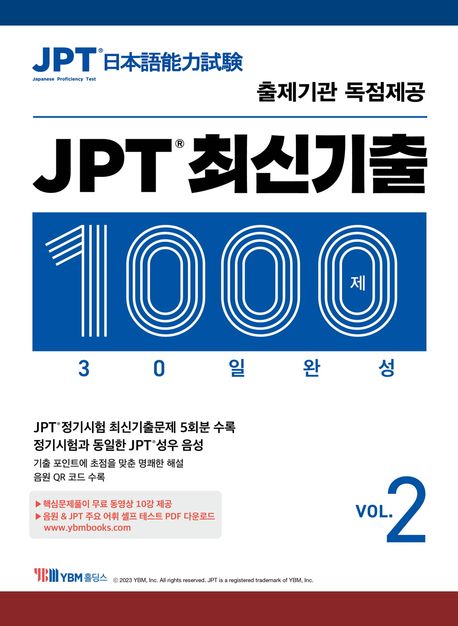 JPT® 日本語能力試験
Japanese Proficiency Test
출제기관 독점제공
JPT® 최신기출
1000제
30일완성
JPT® 정기시험 최신기출문제 5회분 수록
정기시험과 동일한 JPT® 성우 음성
기출 포인트에 초점을 맞춘 명쾌한 해설
음원 QR 코드 수록
▶핵심문제풀이 무료 동영상 10강 제공
▶음원 & JPT 주요 어휘 셀프 테스트 PDF 다운로드
www.ybmbooks.com
VOL.2
YBM YBM홀딩스
ⓒ 2023 YBM, Inc. All rights reserved. JPT is a registered trademark of YBM, Inc.